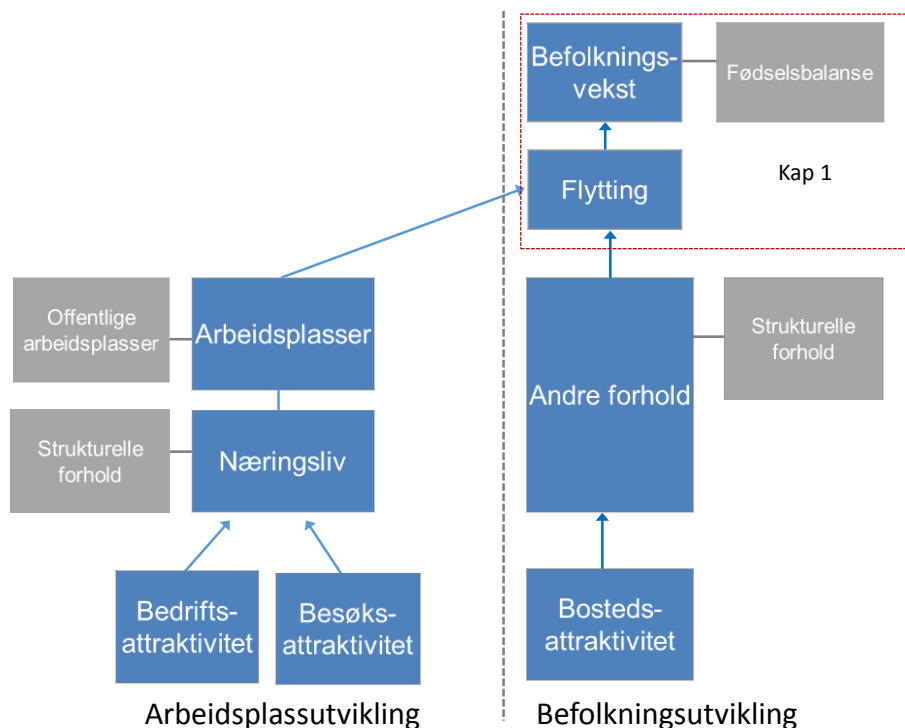 Befolknings-
vekst
Fødselsbalanse
Flytting
Kap 1
Offentlige
arbeidsplasser
Arbeidsplasser
Strukturelle
forhold
Andre forhold
Strukturelle
forhold
Næringsliv
Bedrifts-
attraktivitet
Besøks-
attraktivitet
Bosteds-
attraktivitet
Arbeidsplassutvikling
Befolkningsutvikling